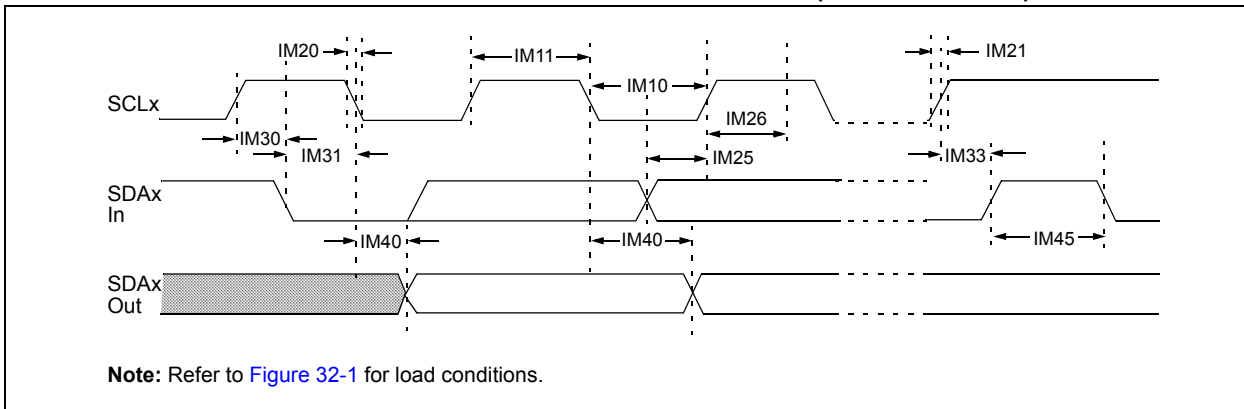 IM20
IM11
IM21
IM10
SCLx
IM26
IM30
IM31
IM25
IM33
SDAx
In
IM40
IM40
IM45
SDAx
Out
Note: Refer to Figure 32-1 for load conditions.